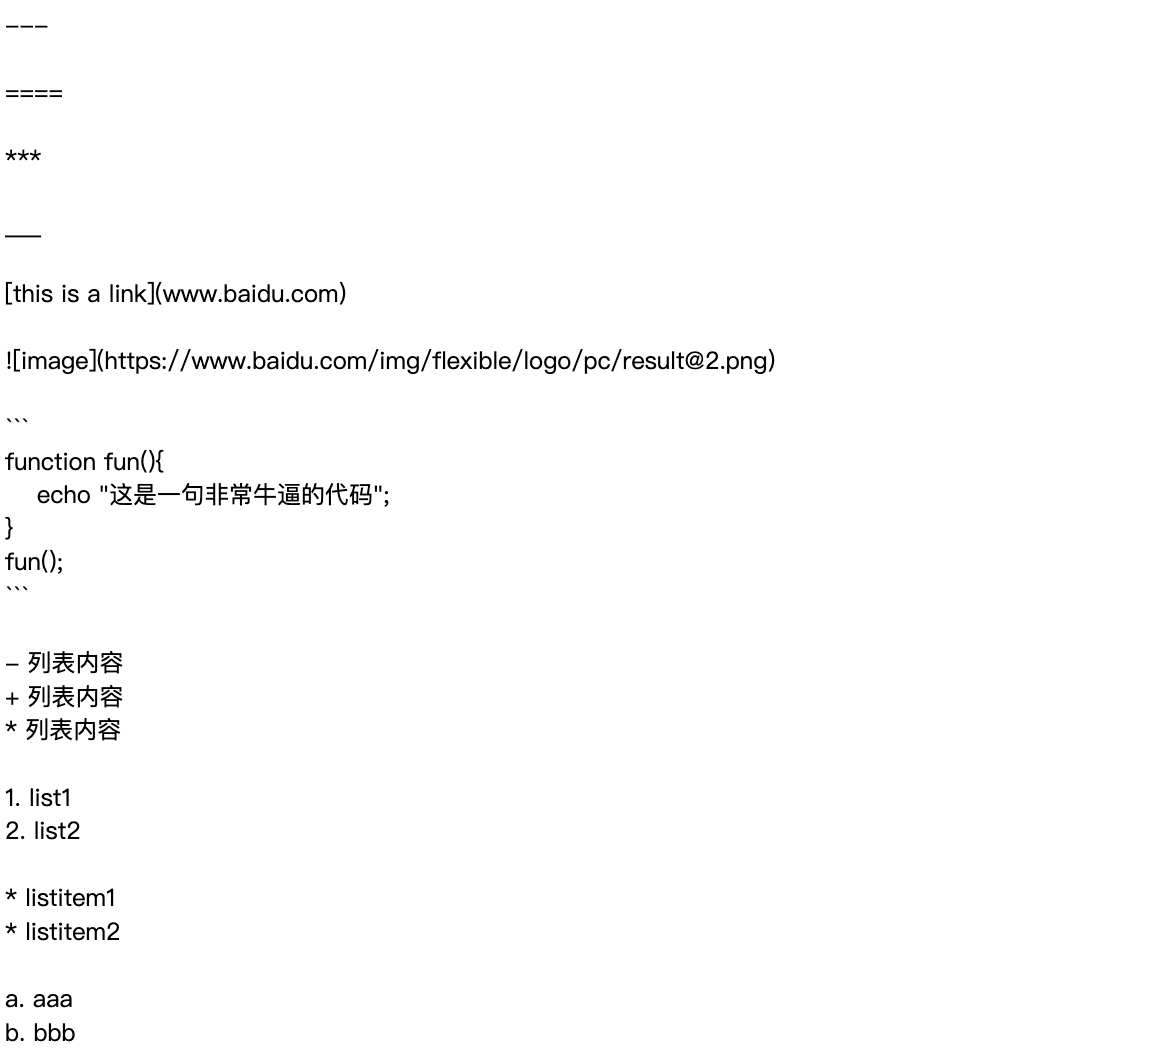 ---
====
***
___
[this is a link](www.baidu.com)
![image](https://www.baidu.com/img/flexible/logo/pc/result@2.png)
```
function fun(){
    echo "这是一句非常牛逼的代码";
}
fun();
```
- 列表内容
+ 列表内容
* 列表内容
1. list1
2. list2
* listitem1
* listitem2
a. aaa
b. bbb